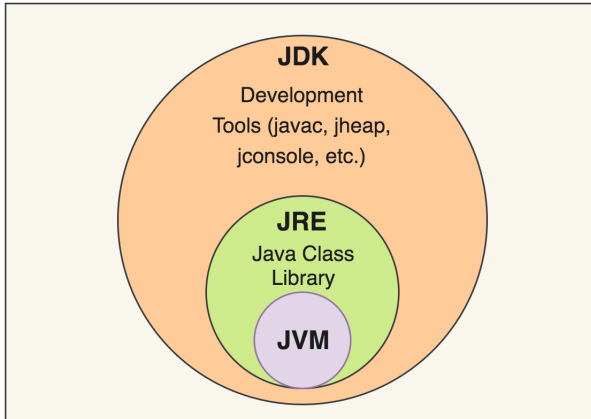 JDK
Development
Tools (javac, jheap,
jconsole, etc.)
JRE
Java Class
Library
JVM